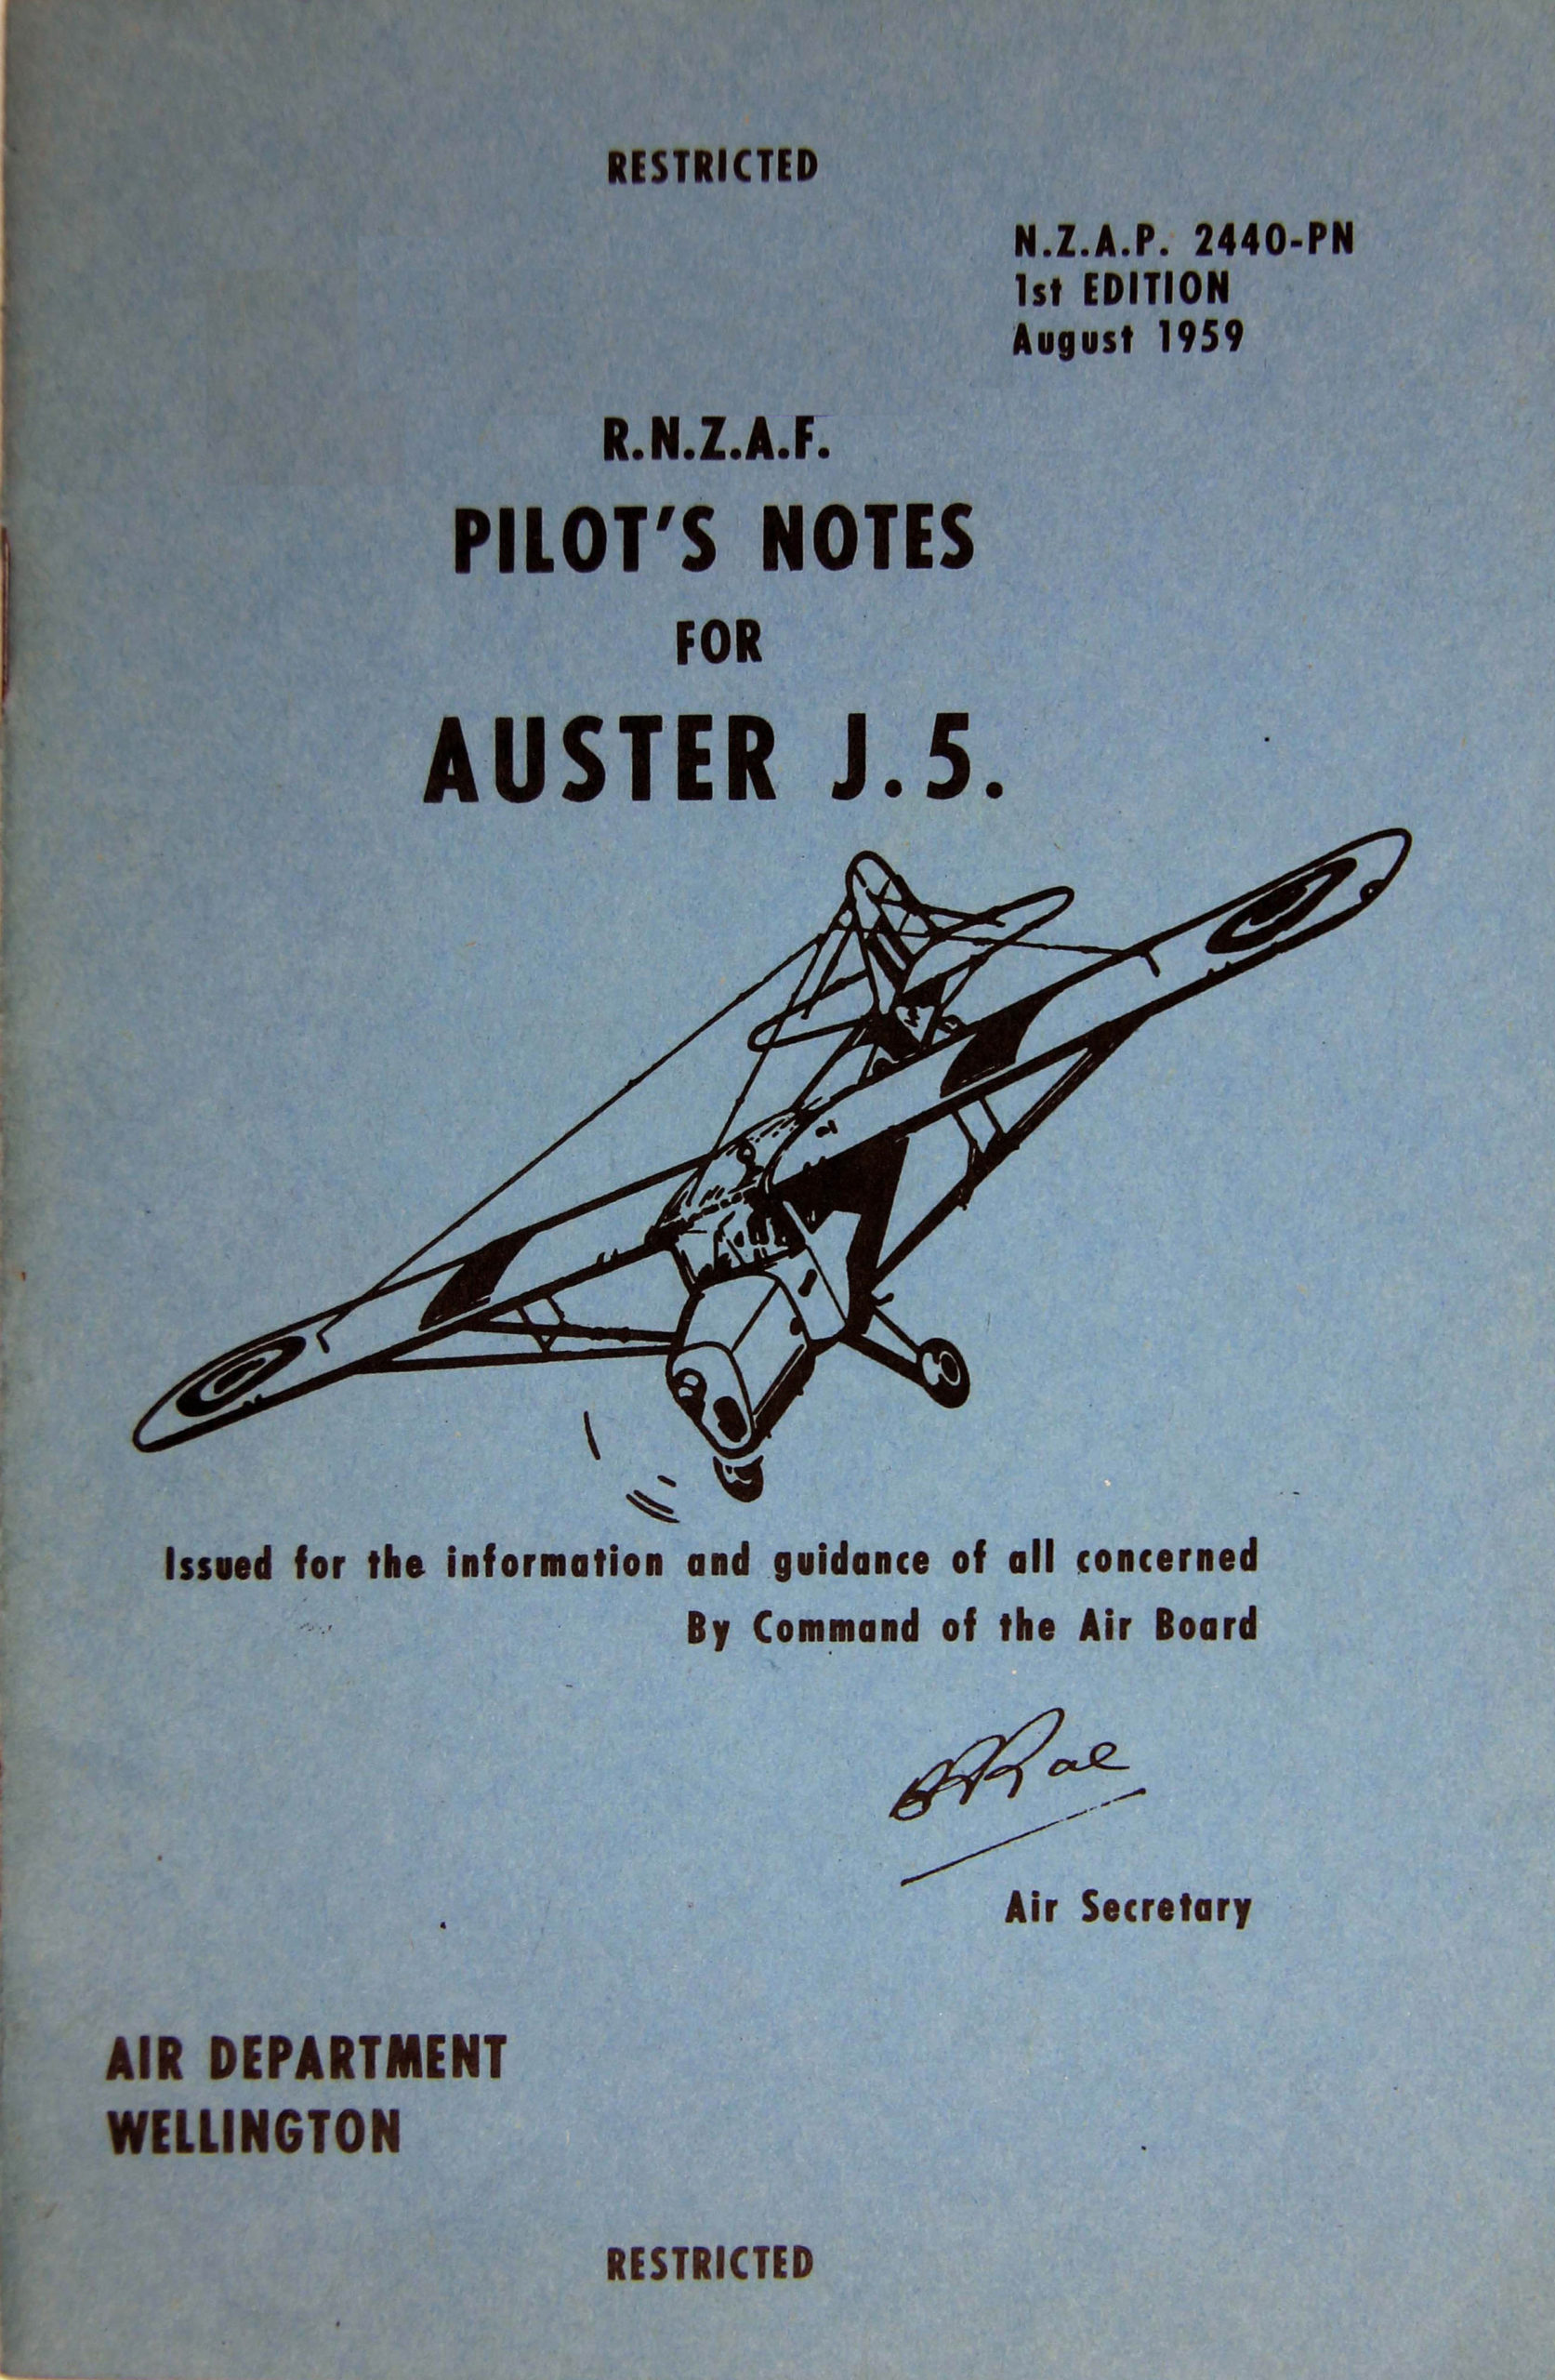 RESTRICTED
N.Z.A.P. 2440-PN
1st EDITION
August 1959
R.N.Z.A.F.
PILOT'S NOTES
FOR
AUSTER J.5.
Issued for the information and guidance of all concerned
By Command of the Air Board
Air Secretary
AIR DEPARTMENT
WELLINGTON
RESTRICTED